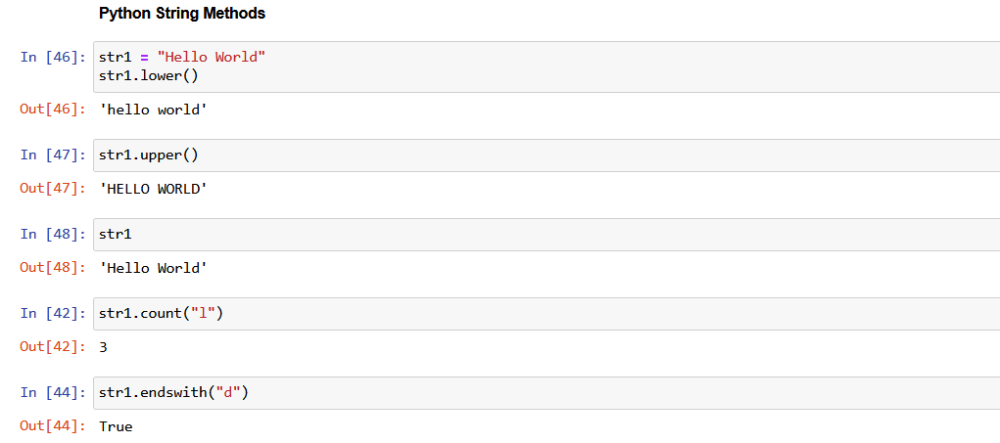 Python String Methods
In [46]: str1 = "Hello World"
str1.lower()
Out[46]: 'hello world'
In [47]: str1.upper()
Out[47]: 'HELLO WORLD'
In [48]: str1
Out[48]: 'Hello World'
In [42]: str1.count("l")
Out[42]: 3
In [44]: str1.endswith("d")
Out[44]: True